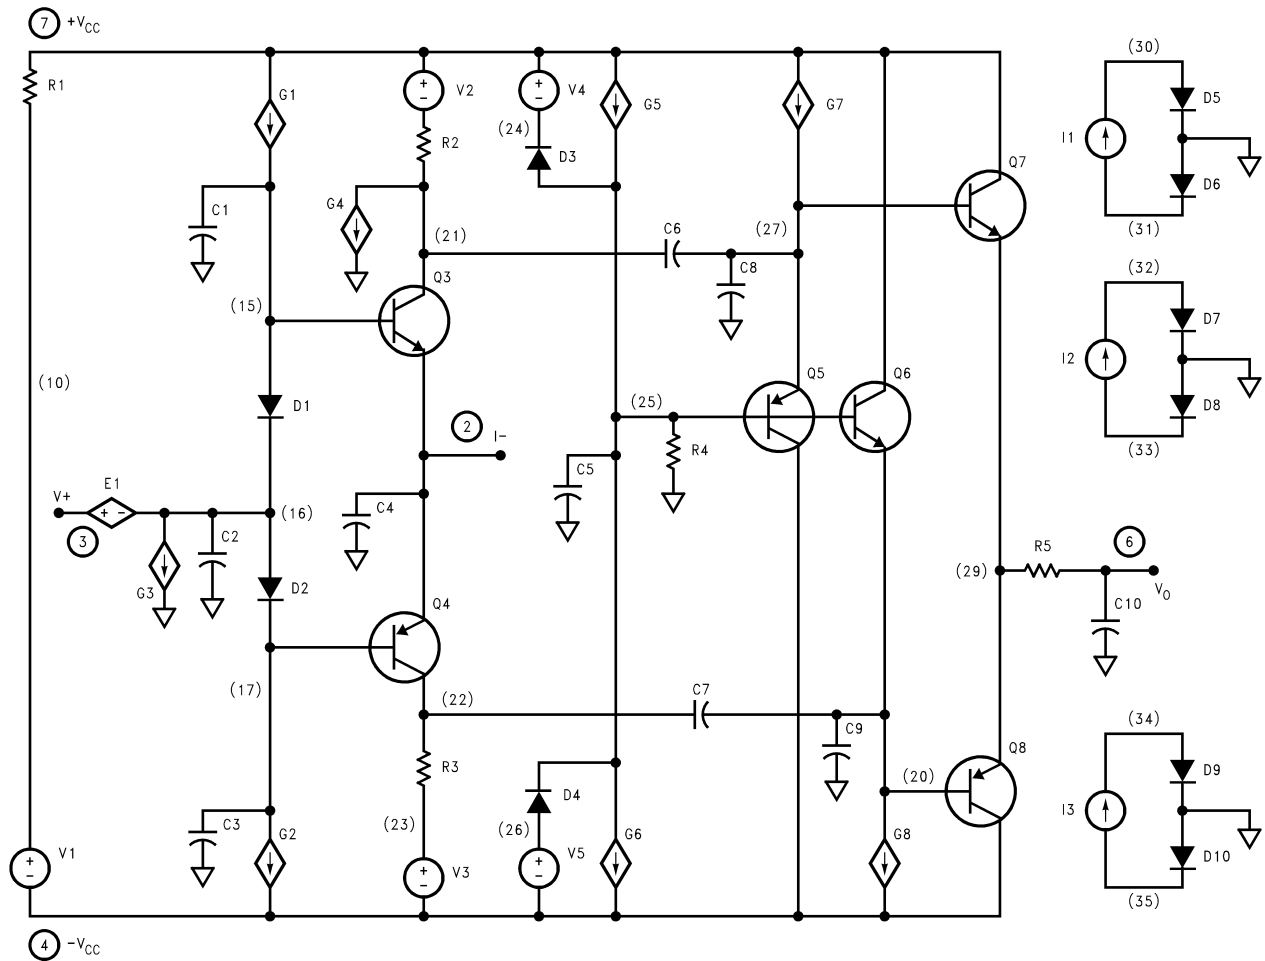 7 +VCC
(30)
R1
G1
V2
V4
G5
G7
I1
D5
(24)
R2
D3
Q7
D6
C1
G4
(21)
C6
(27)
C8
(31)
Q3
(32)
(15)
D7
I2
(10)
D1
2
I−
(25)
Q5
Q6
D8
R4
(33)
V+
E1
3
(16)
C2
C4
C5
G3
D2
6
R5
(29)
VO
C10
Q4
(17)
(22)
C7
C9
(34)
Q8
R3
D4
(20)
D9
I3
C3
G2
(23)
(26)
G6
G8
V1
V3
V5
D10
(35)
4 −VCC